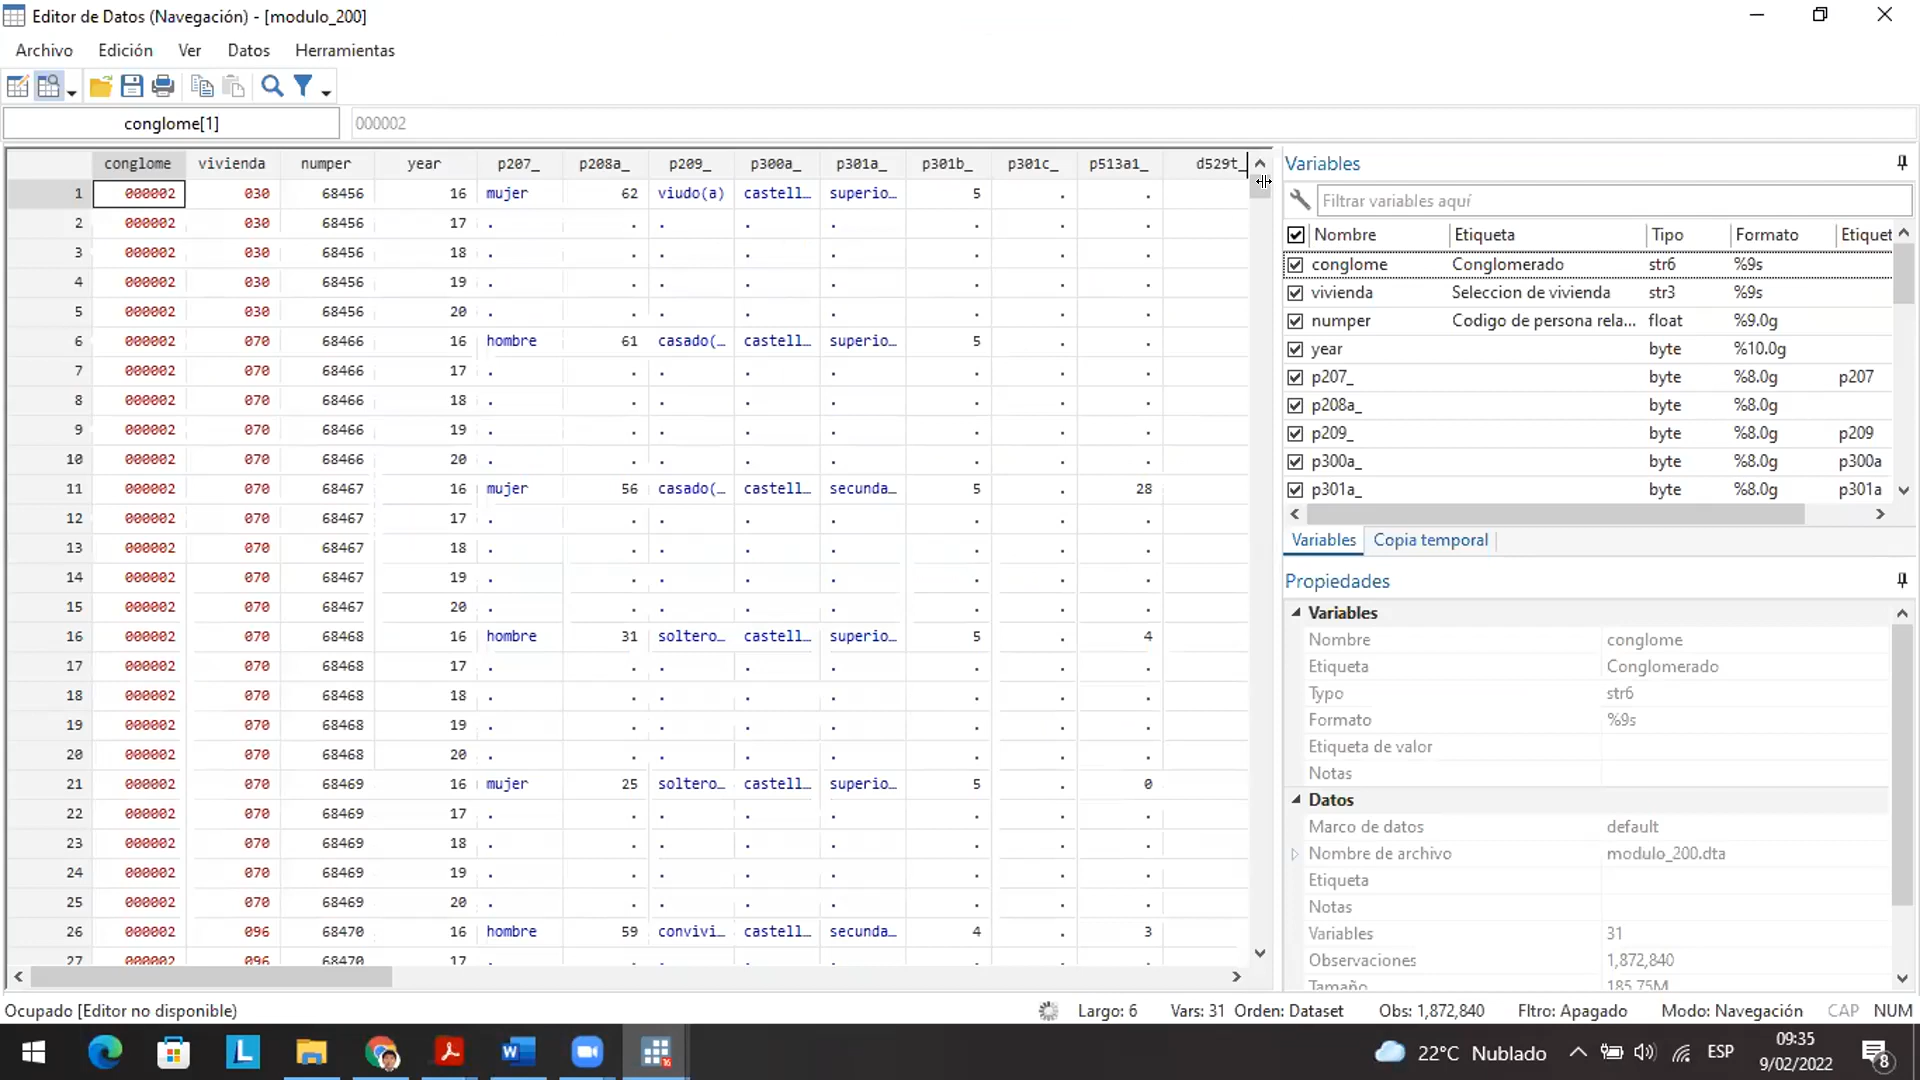 Editor de Datos (Navegación) - [modulo_200]
Archivo Edición Ver Datos Herramientas
conglome[1] 000002
conglome vivienda numper year p207_ p208a_ p209_ p300a_ p301a_ p301b_ p301c_ p513a1_ d529t_
1 000002 030 68456 16 mujer 62 viudo(a) castell… superio… 5 . .
2 000002 030 68456 17 . . . . . . . .
3 000002 030 68456 18 . . . . . . . .
4 000002 030 68456 19 . . . . . . . .
5 000002 030 68456 20 . . . . . . . .
6 000002 070 68466 16 hombre 61 casado(… castell… superio… 5 . .
7 000002 070 68466 17 . . . . . . . .
8 000002 070 68466 18 . . . . . . . .
9 000002 070 68466 19 . . . . . . . .
10 000002 070 68466 20 . . . . . . . .
11 000002 070 68467 16 mujer 56 casado(… castell… secunda… 5 . 28
12 000002 070 68467 17 . . . . . . . .
13 000002 070 68467 18 . . . . . . . .
14 000002 070 68467 19 . . . . . . . .
15 000002 070 68467 20 . . . . . . . .
16 000002 070 68468 16 hombre 31 soltero… castell… superio… 5 . 4
17 000002 070 68468 17 . . . . . . . .
18 000002 070 68468 18 . . . . . . . .
19 000002 070 68468 19 . . . . . . . .
20 000002 070 68468 20 . . . . . . . .
21 000002 070 68469 16 mujer 25 soltero… castell… superio… 5 . 0
22 000002 070 68469 17 . . . . . . . .
23 000002 070 68469 18 . . . . . . . .
24 000002 070 68469 19 . . . . . . . .
25 000002 070 68469 20 . . . . . . . .
26 000002 096 68470 16 hombre 59 convivi… castell… secunda… 4 . 3
27 000002 096 68470 17 . . . . . . . .
Variables
Filtrar variables aquí
Nombre Etiqueta Tipo Formato Etiquet
conglome Conglomerado str6 %9s
vivienda Seleccion de vivienda str3 %9s
numper Codigo de persona rela... float %9.0g
year byte %10.0g
p207_ byte %8.0g p207
p208a_ byte %8.0g
p209_ byte %8.0g p209
p300a_ byte %8.0g p300a
p301a_ byte %8.0g p301a
Variables Copia temporal
Propiedades
Variables
Nombre conglome
Etiqueta Conglomerado
Typo str6
Formato %9s
Etiqueta de valor
Notas
Datos
Marco de datos default
Nombre de archivo modulo_200.dta
Etiqueta
Notas
Variables 31
Observaciones 1,872,840
Tamaño 185.75M
Ocupado [Editor no disponible) Largo: 6 Vars: 31 Orden: Dataset Obs: 1,872,840 Fltro: Apagado Modo: Navegación CAP NUM
L W 16 22°C Nublado ESP 09:35
9/02/2022 8